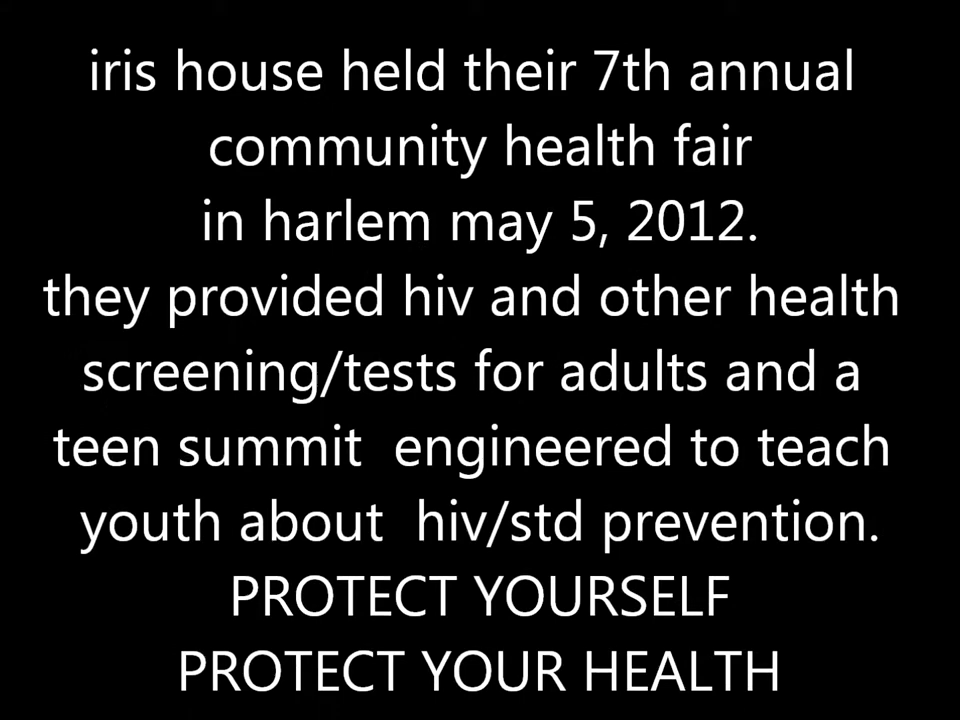 iris house held their 7th annual
community health fair
in harlem may 5, 2012.
they provided hiv and other health
screening/tests for adults and a
teen summit  engineered to teach
youth about  hiv/std prevention.
PROTECT YOURSELF
PROTECT YOUR HEALTH